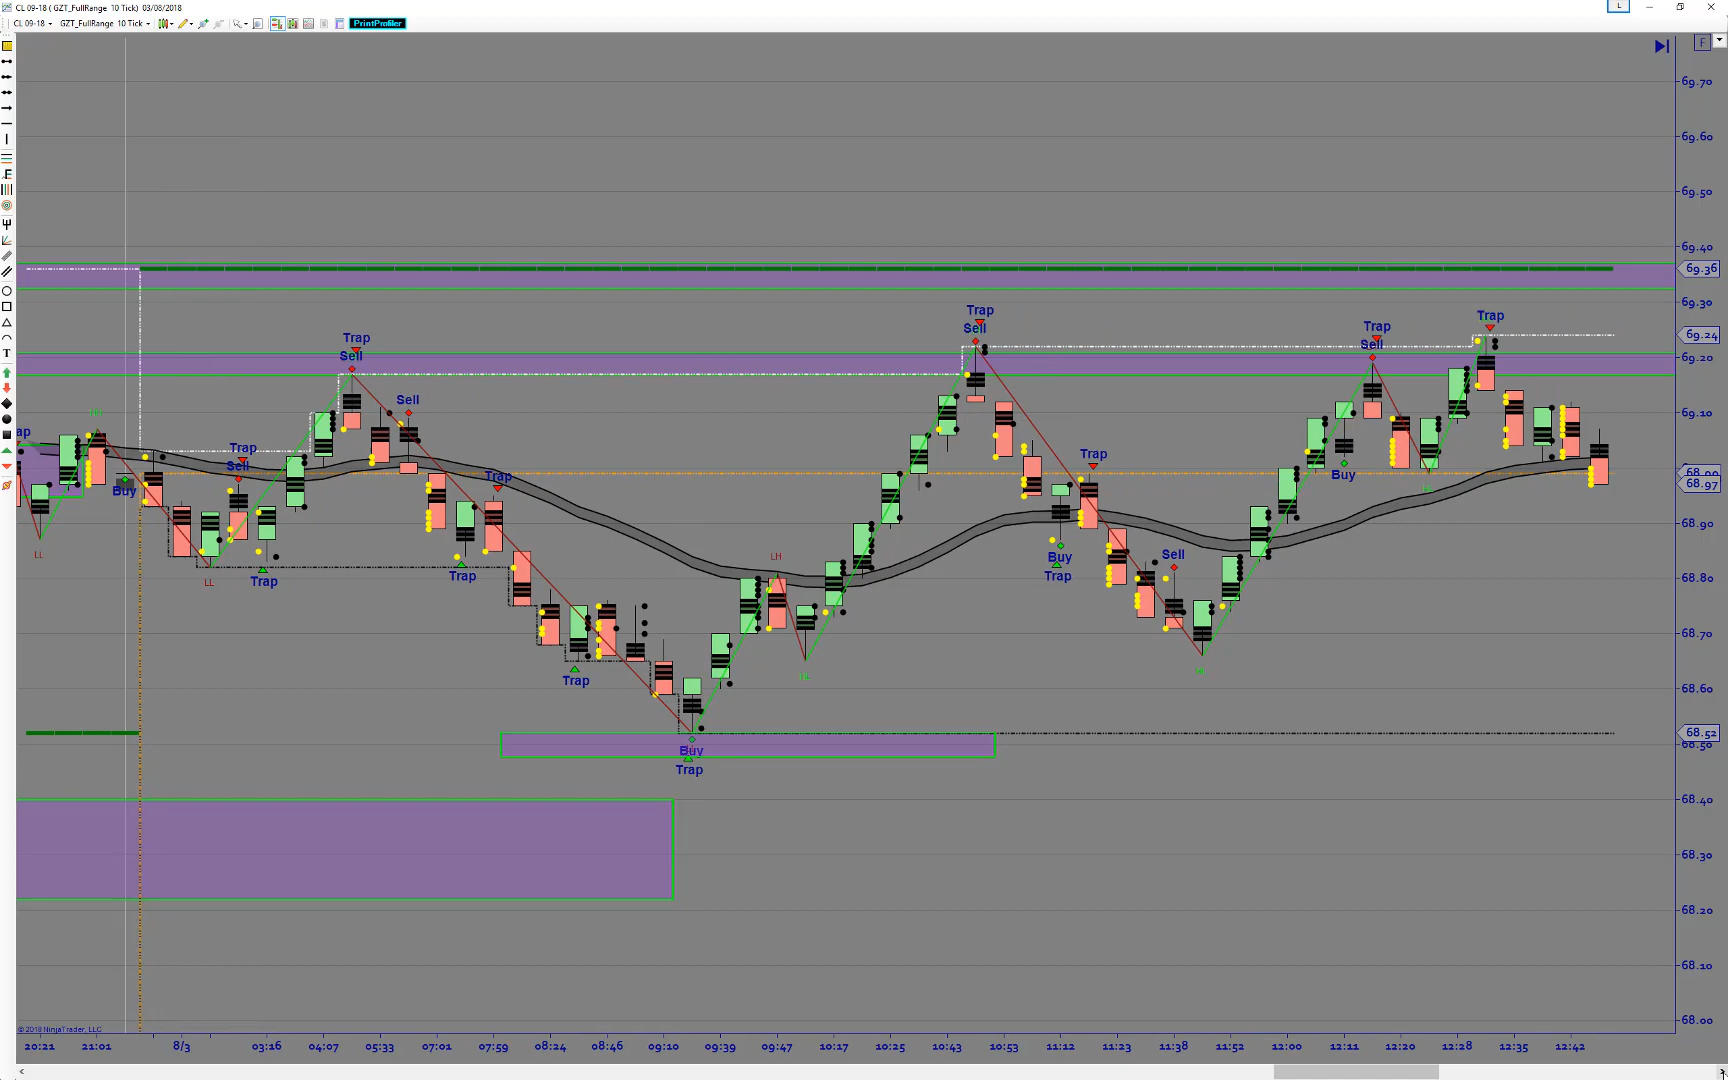 CL 09-18 ( GZT_FullRange 10 Tick) 03/08/2018
L
CL 09-18 GZT_FullRange 10 Tick PrintProfiler
F
69.70
69.60
69.50
69.40
69.36
69.30
69.24
69.20
69.10
68.97
68.90
68.80
68.70
68.60
68.52
68.50
68.40
68.30
68.20
68.10
68.00
Trap
Sell
Trap
Trap
Sell
Trap
Sell
Trap
Sell
Trap
Sell
Buy
Trap
Trap
Trap
Buy
Sell
Buy
Trap
Trap
Trap
Buy
Trap
LL
LL
LH
© 2018 NinjaTrader, LLC
20:21 21:01 8/3 03:16 04:07 05:33 07:01 07:59 08:24 08:46 09:10 09:39 09:47 10:17 10:25 10:43 10:53 11:12 11:23 11:38 11:52 12:00 12:11 12:20 12:28 12:35 12:42